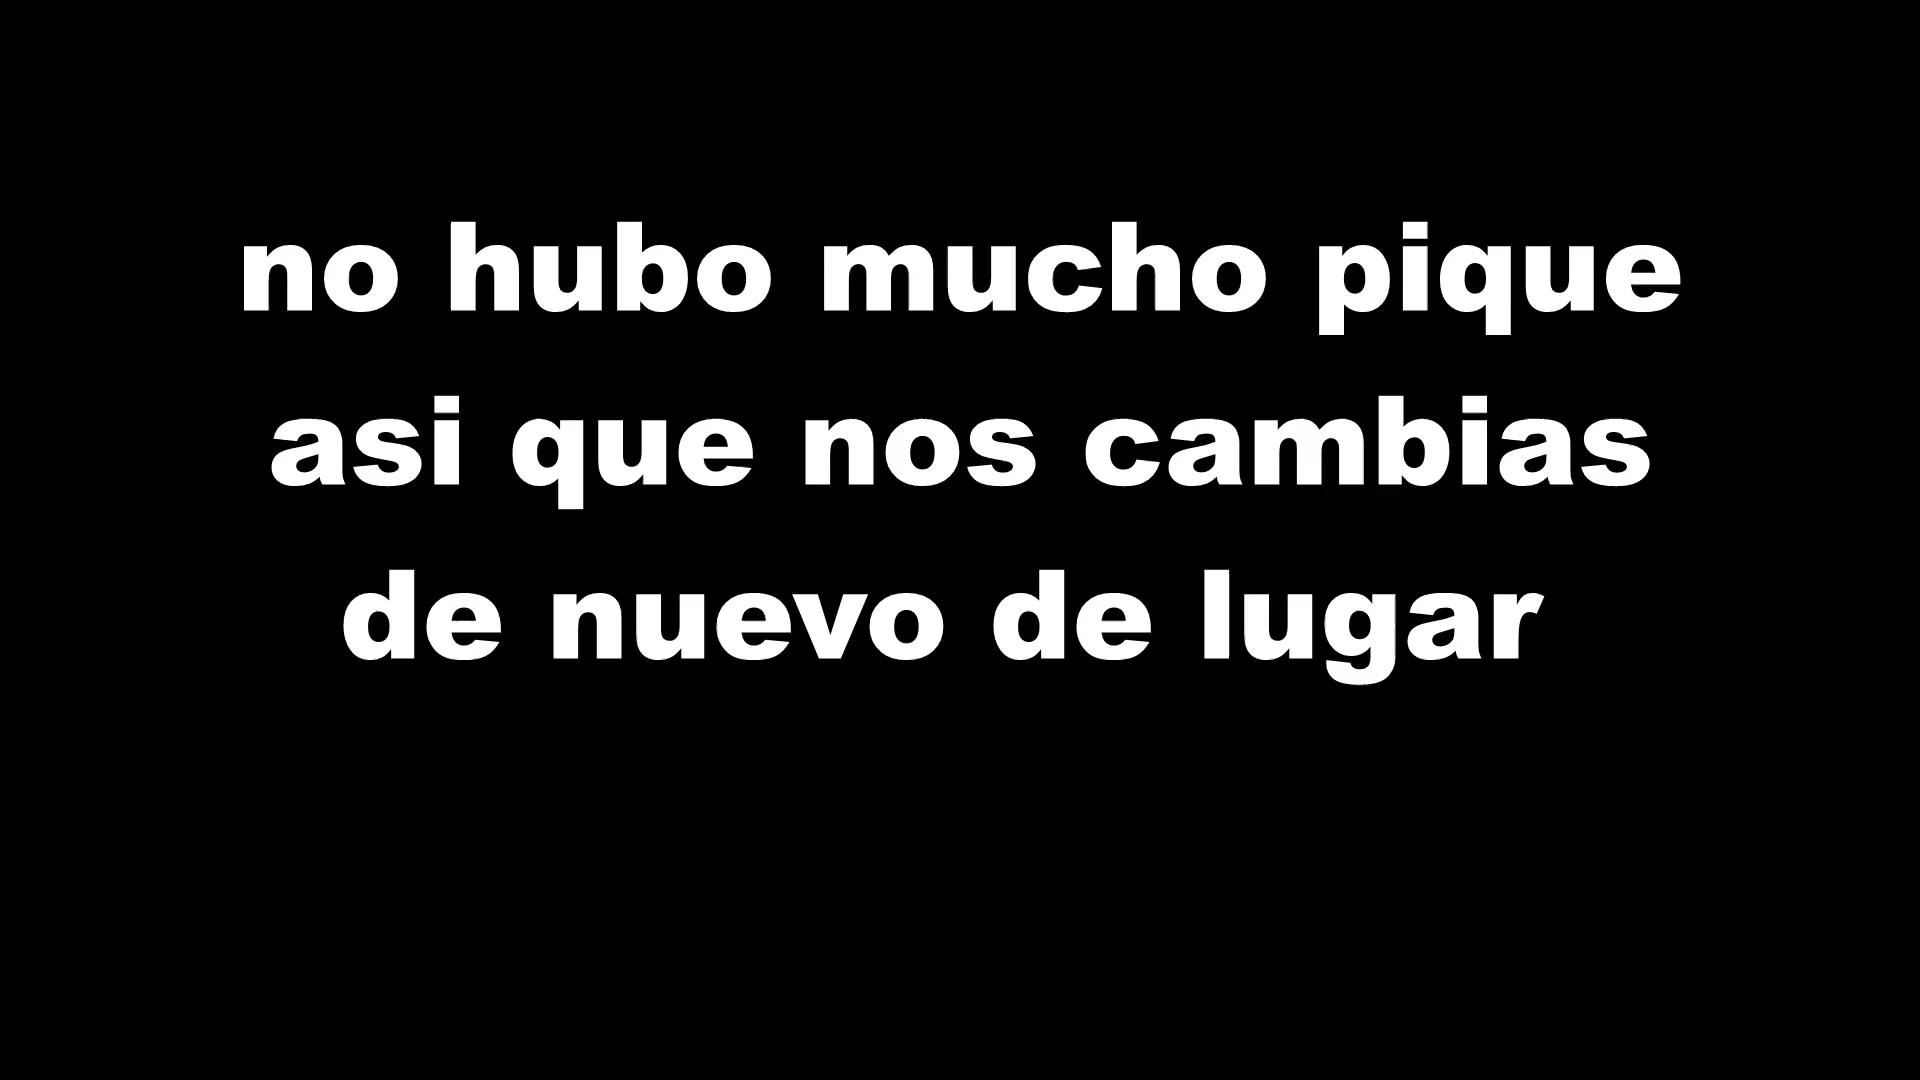 no hubo mucho pique
asi que nos cambias
de nuevo de lugar